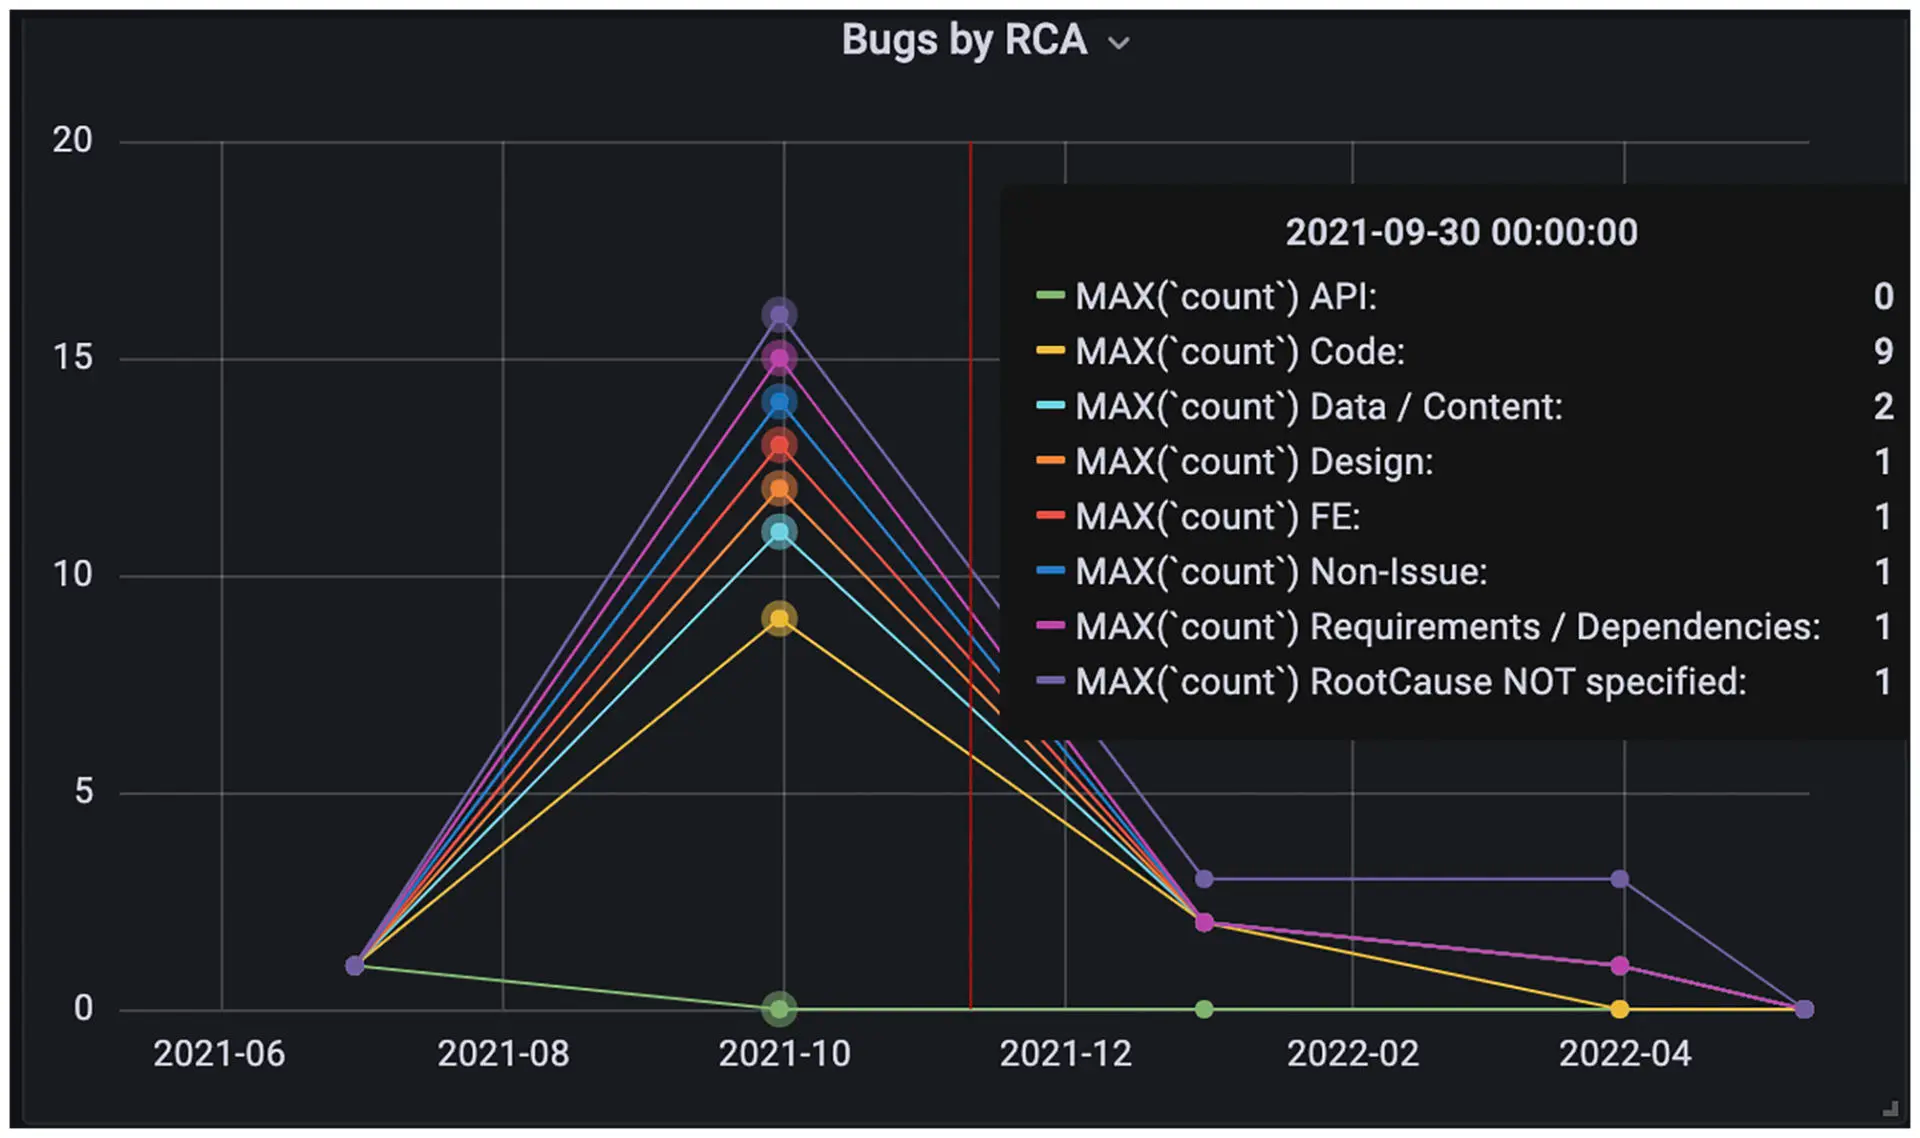 Bugs by RCA
20
15
10
5
0
2021-09-30 00:00:00
MAX(`count`) API: 0
MAX(`count`) Code: 9
MAX(`count`) Data / Content: 2
MAX(`count`) Design: 1
MAX(`count`) FE: 1
MAX(`count`) Non-Issue: 1
MAX(`count`) Requirements / Dependencies: 1
MAX(`count`) RootCause NOT specified: 1
2021-06 2021-08 2021-10 2021-12 2022-02 2022-04